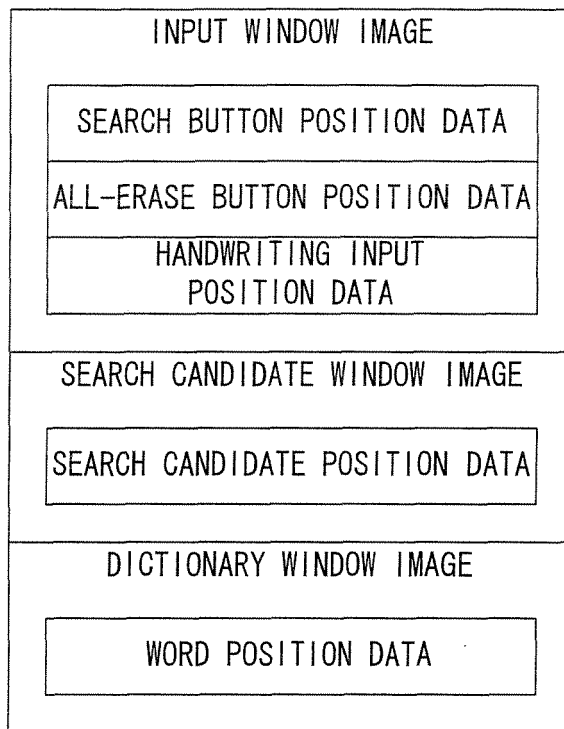 INPUT WINDOW IMAGE
SEARCH BUTTON POSITION DATA
ALL-ERASE BUTTON POSITION DATA
HANDWRITING INPUT
POSITION DATA
SEARCH CANDIDATE WINDOW IMAGE
SEARCH CANDIDATE POSITION DATA
DICTIONARY WINDOW IMAGE
WORD POSITION DATA